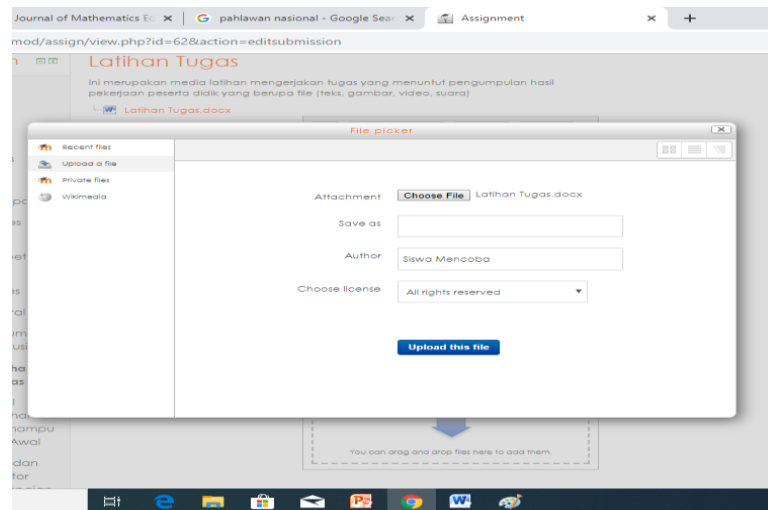 Journal of Mathematics Ed
pahlawan nasional - Google Sear
Assignment
mod/assign/view.php?id=62&action=editsubmission
Latihan Tugas
Ini merupakan media latihan mengerjakan tugas yang menuntut pengumpulan hasil
pekerjaan peserta didik yang berupa file (teks, gambar, video, suara)
Latihan Tugas.docx
File picker
Recent files
Upload a file
Private files
Wikimedia
Attachment Choose File Latihan Tugas.docx
Save as
Author Siswa Mencoba
Choose license All rights reserved
Upload this file
You can drag and drop files here to add them.
mampu
Awal
dan
tor